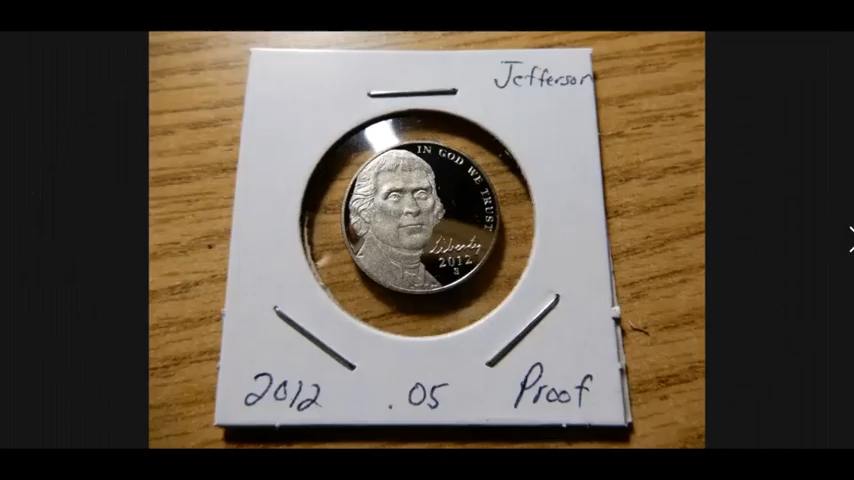 Jefferson
IN GOD WE TRUST
Liberty
2012
S
2012 .05 Proof